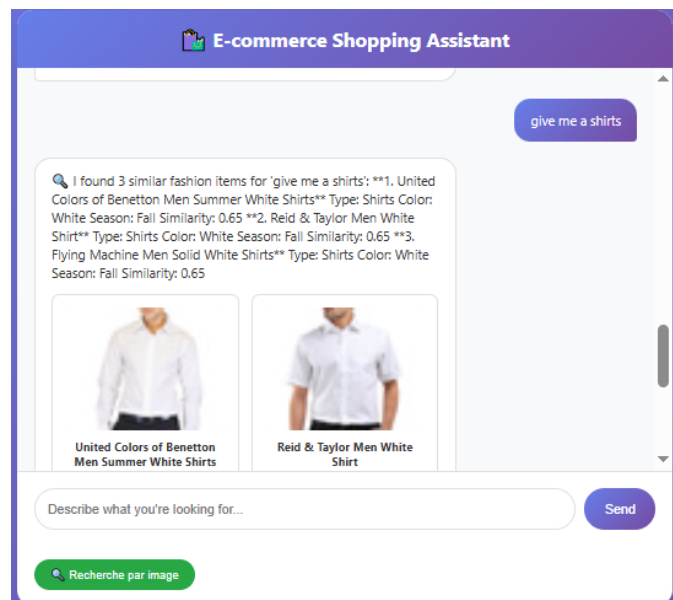 E-commerce Shopping Assistant
give me a shirts
I found 3 similar fashion items for 'give me a shirts': **1. United
Colors of Benetton Men Summer White Shirts** Type: Shirts Color:
White Season: Fall Similarity: 0.65 **2. Reid & Taylor Men White
Shirt** Type: Shirts Color: White Season: Fall Similarity: 0.65 **3.
Flying Machine Men Solid White Shirts** Type: Shirts Color: White
Season: Fall Similarity: 0.65
United Colors of Benetton
Men Summer White Shirts
Reid & Taylor Men White
Shirt
Describe what you're looking for...
Send
Recherche par image